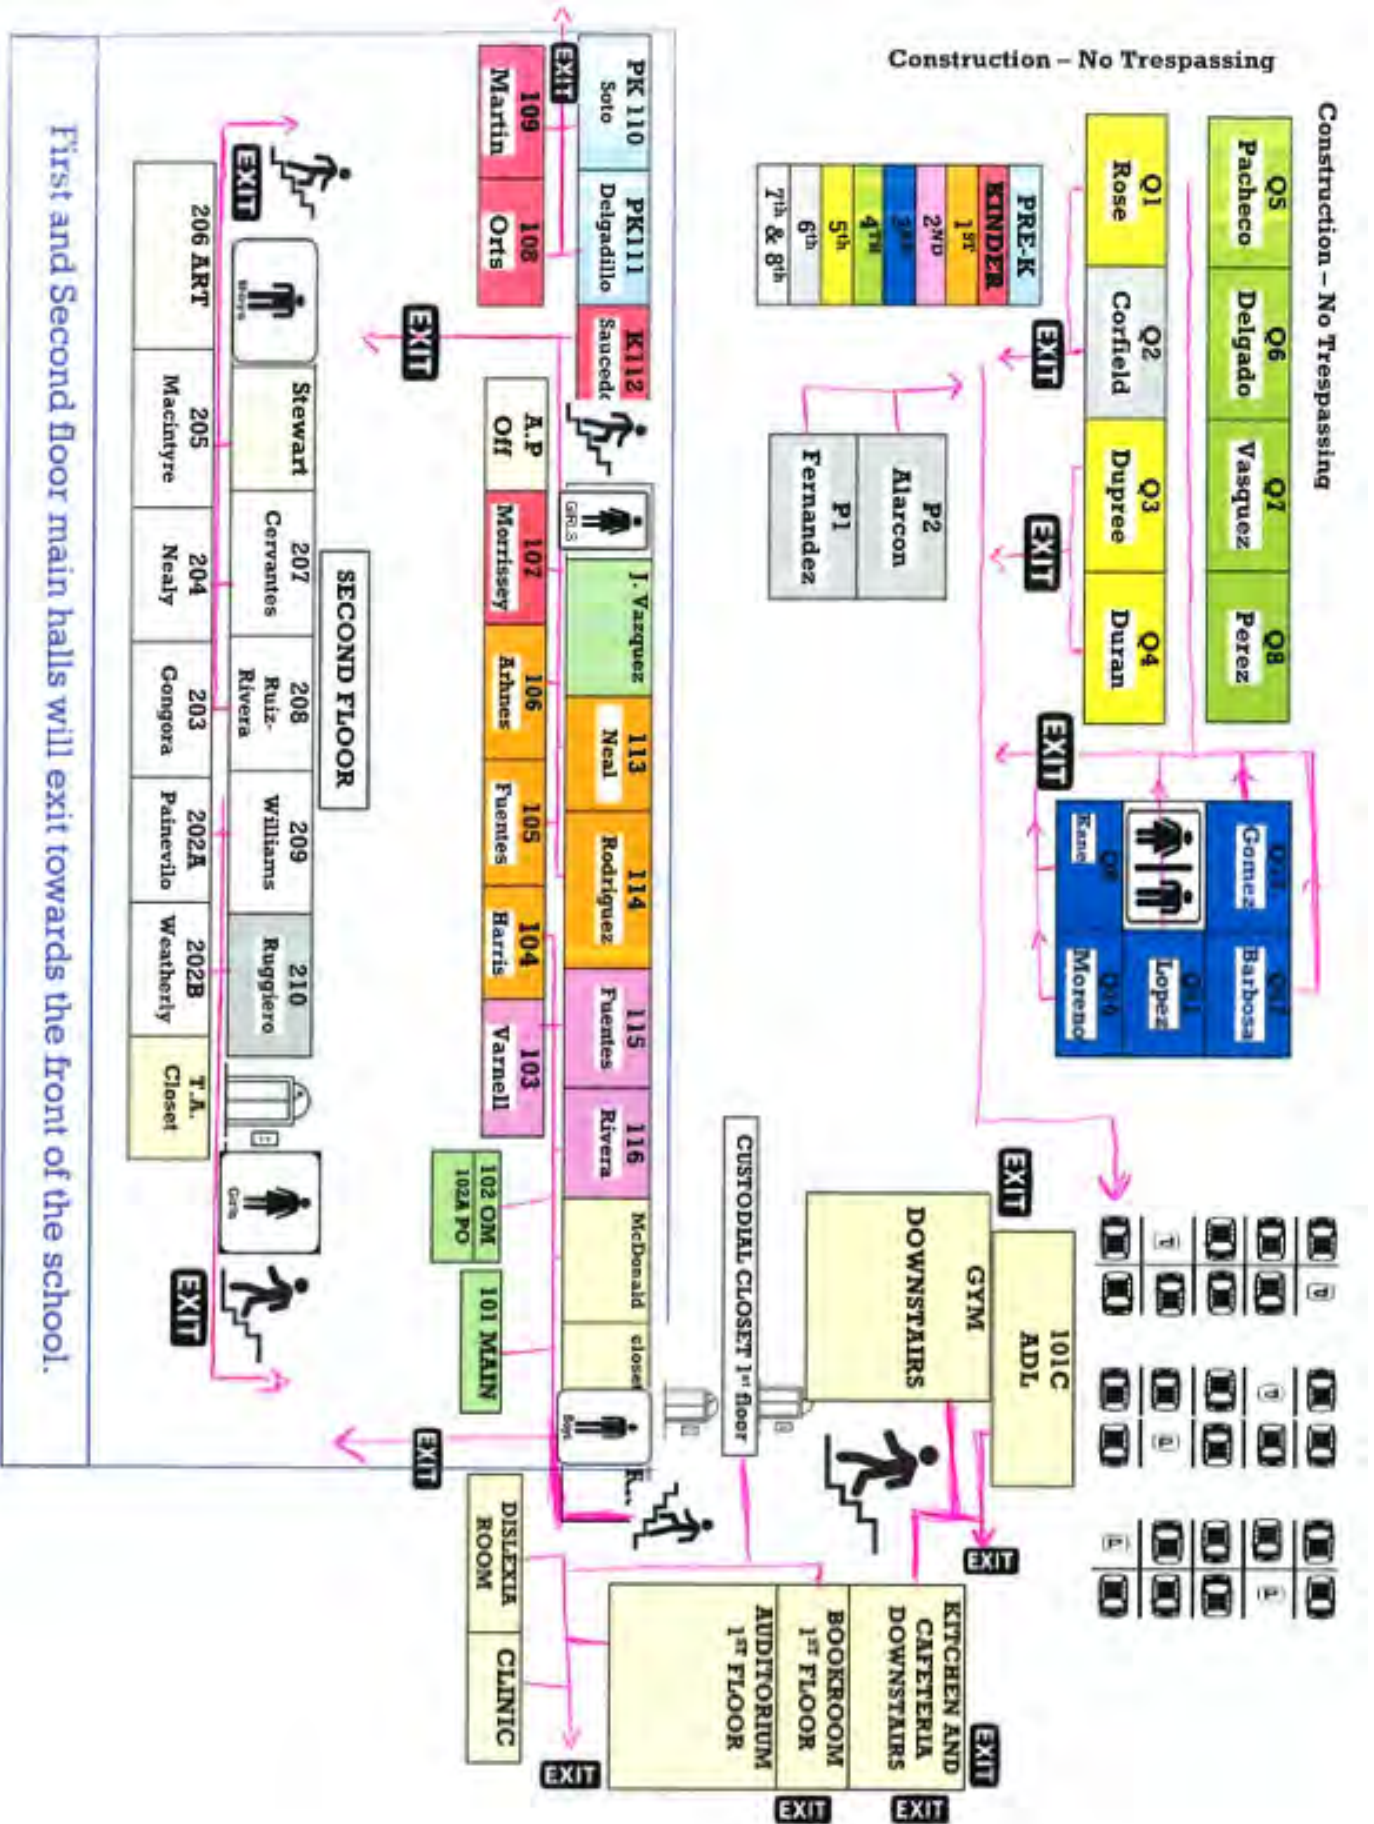 Construction – No Trespassing
Construction – No Trespassing
Q5
Pacheco
Q6
Delgado
Q7
Vasquez
Q8
Perez
Q1
Rose
Q2
Corfield
Q3
Dupree
Q4
Duran
EXIT
EXIT
EXIT
PRE-K
KINDER
1ST
2ND
3RD
4TH
5th
6th
7th & 8th
P2
Alarcon
P1
Fernandez
Gomez
Barbosa
Lopez
Kane
Moreno
EXIT
101C
ADL
GYM
DOWNSTAIRS
CUSTODIAL CLOSET 1st floor
EXIT
KITCHEN AND
CAFETERIA
DOWNSTAIRS
BOOKROOM
1ST FLOOR
AUDITORIUM
1ST FLOOR
EXIT
EXIT
EXIT
EXIT
DISLEXIA
ROOM
CLINIC
PK 110
Soto
PK111
Delgadillo
K112
Saucedo
GIRLS
J. Vazquez
113
Neal
114
Rodriguez
115
Fuentes
116
Rivera
McDonald
closet
Boys
EXIT
109
Martin
108
Orts
EXIT
A.P
Off
107
Morrissey
106
Arhnes
105
Fuentes
104
Harris
103
Varnell
102 OM
102A PO
101 MAIN
EXIT
SECOND FLOOR
EXIT
Boys
Stewart
207
Cervantes
208
Ruiz-
Rivera
209
Williams
210
Ruggiero
Girls
EXIT
206 ART
205
Macintyre
204
Nealy
203
Gongora
202A
Painevilo
202B
Weatherly
T.A.
Closet
First and Second floor main halls will exit towards the front of the school.